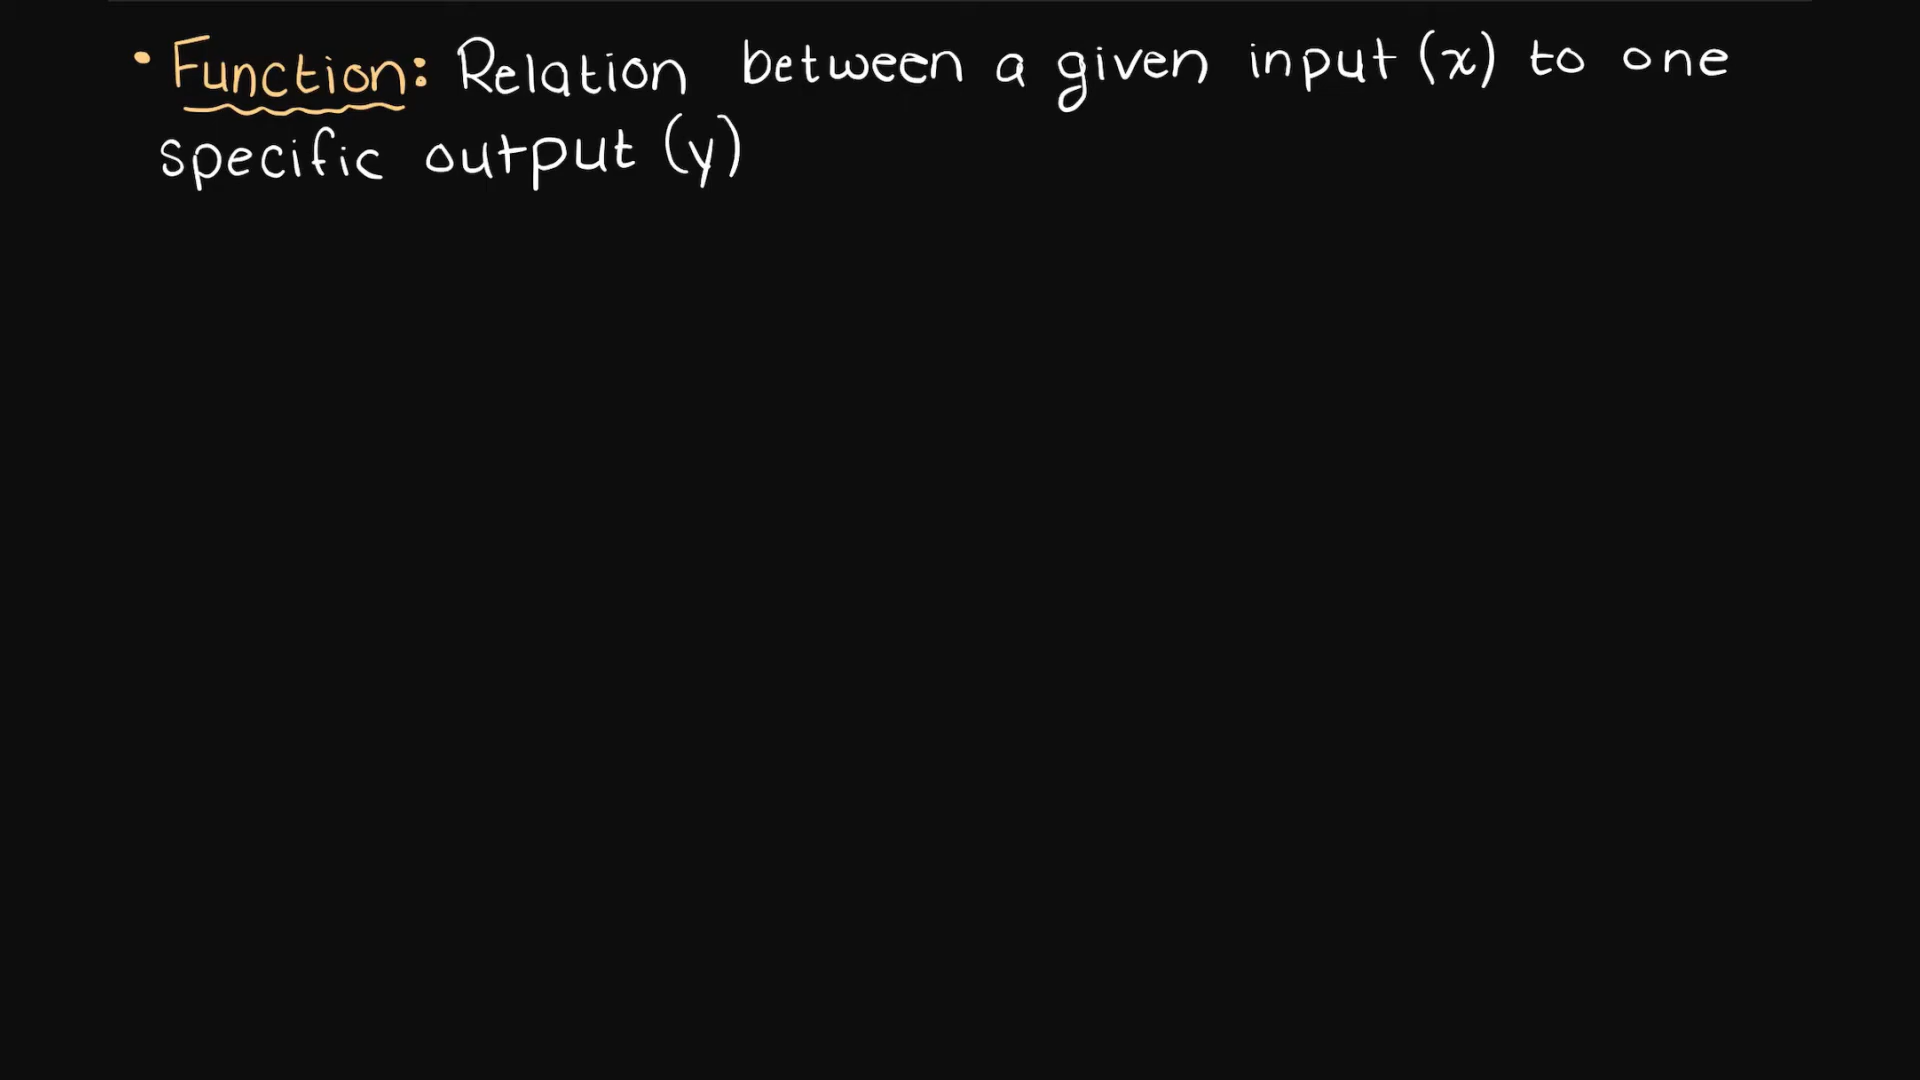 • Function: Relation between a given input (x) to one
specific output (y)